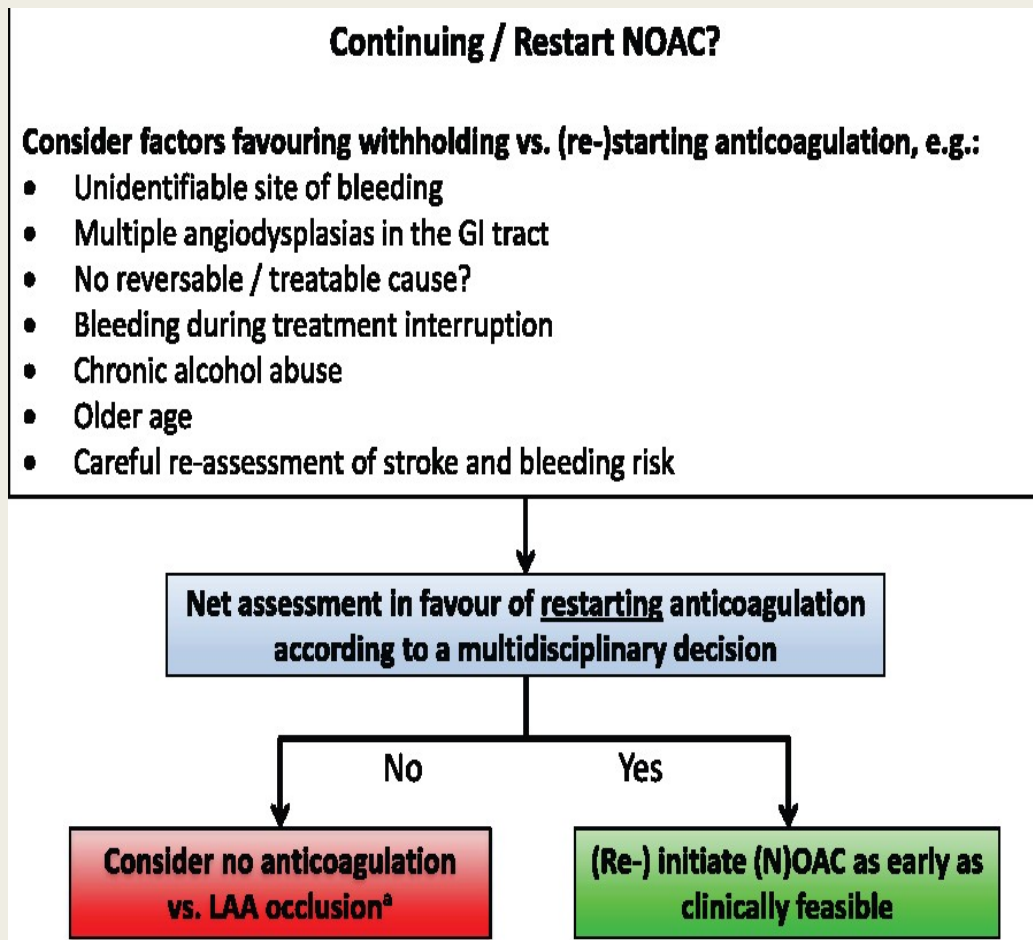 Continuing / Restart NOAC?
Consider factors favouring withholding vs. (re-)starting anticoagulation, e.g.:
• Unidentifiable site of bleeding
• Multiple angiodysplasias in the GI tract
• No reversable / treatable cause?
• Bleeding during treatment interruption
• Chronic alcohol abuse
• Older age
• Careful re-assessment of stroke and bleeding risk
Net assessment in favour of restarting anticoagulation
according to a multidisciplinary decision
No
Yes
Consider no anticoagulation
vs. LAA occlusionª
(Re-) initiate (N)OAC as early as
clinically feasible